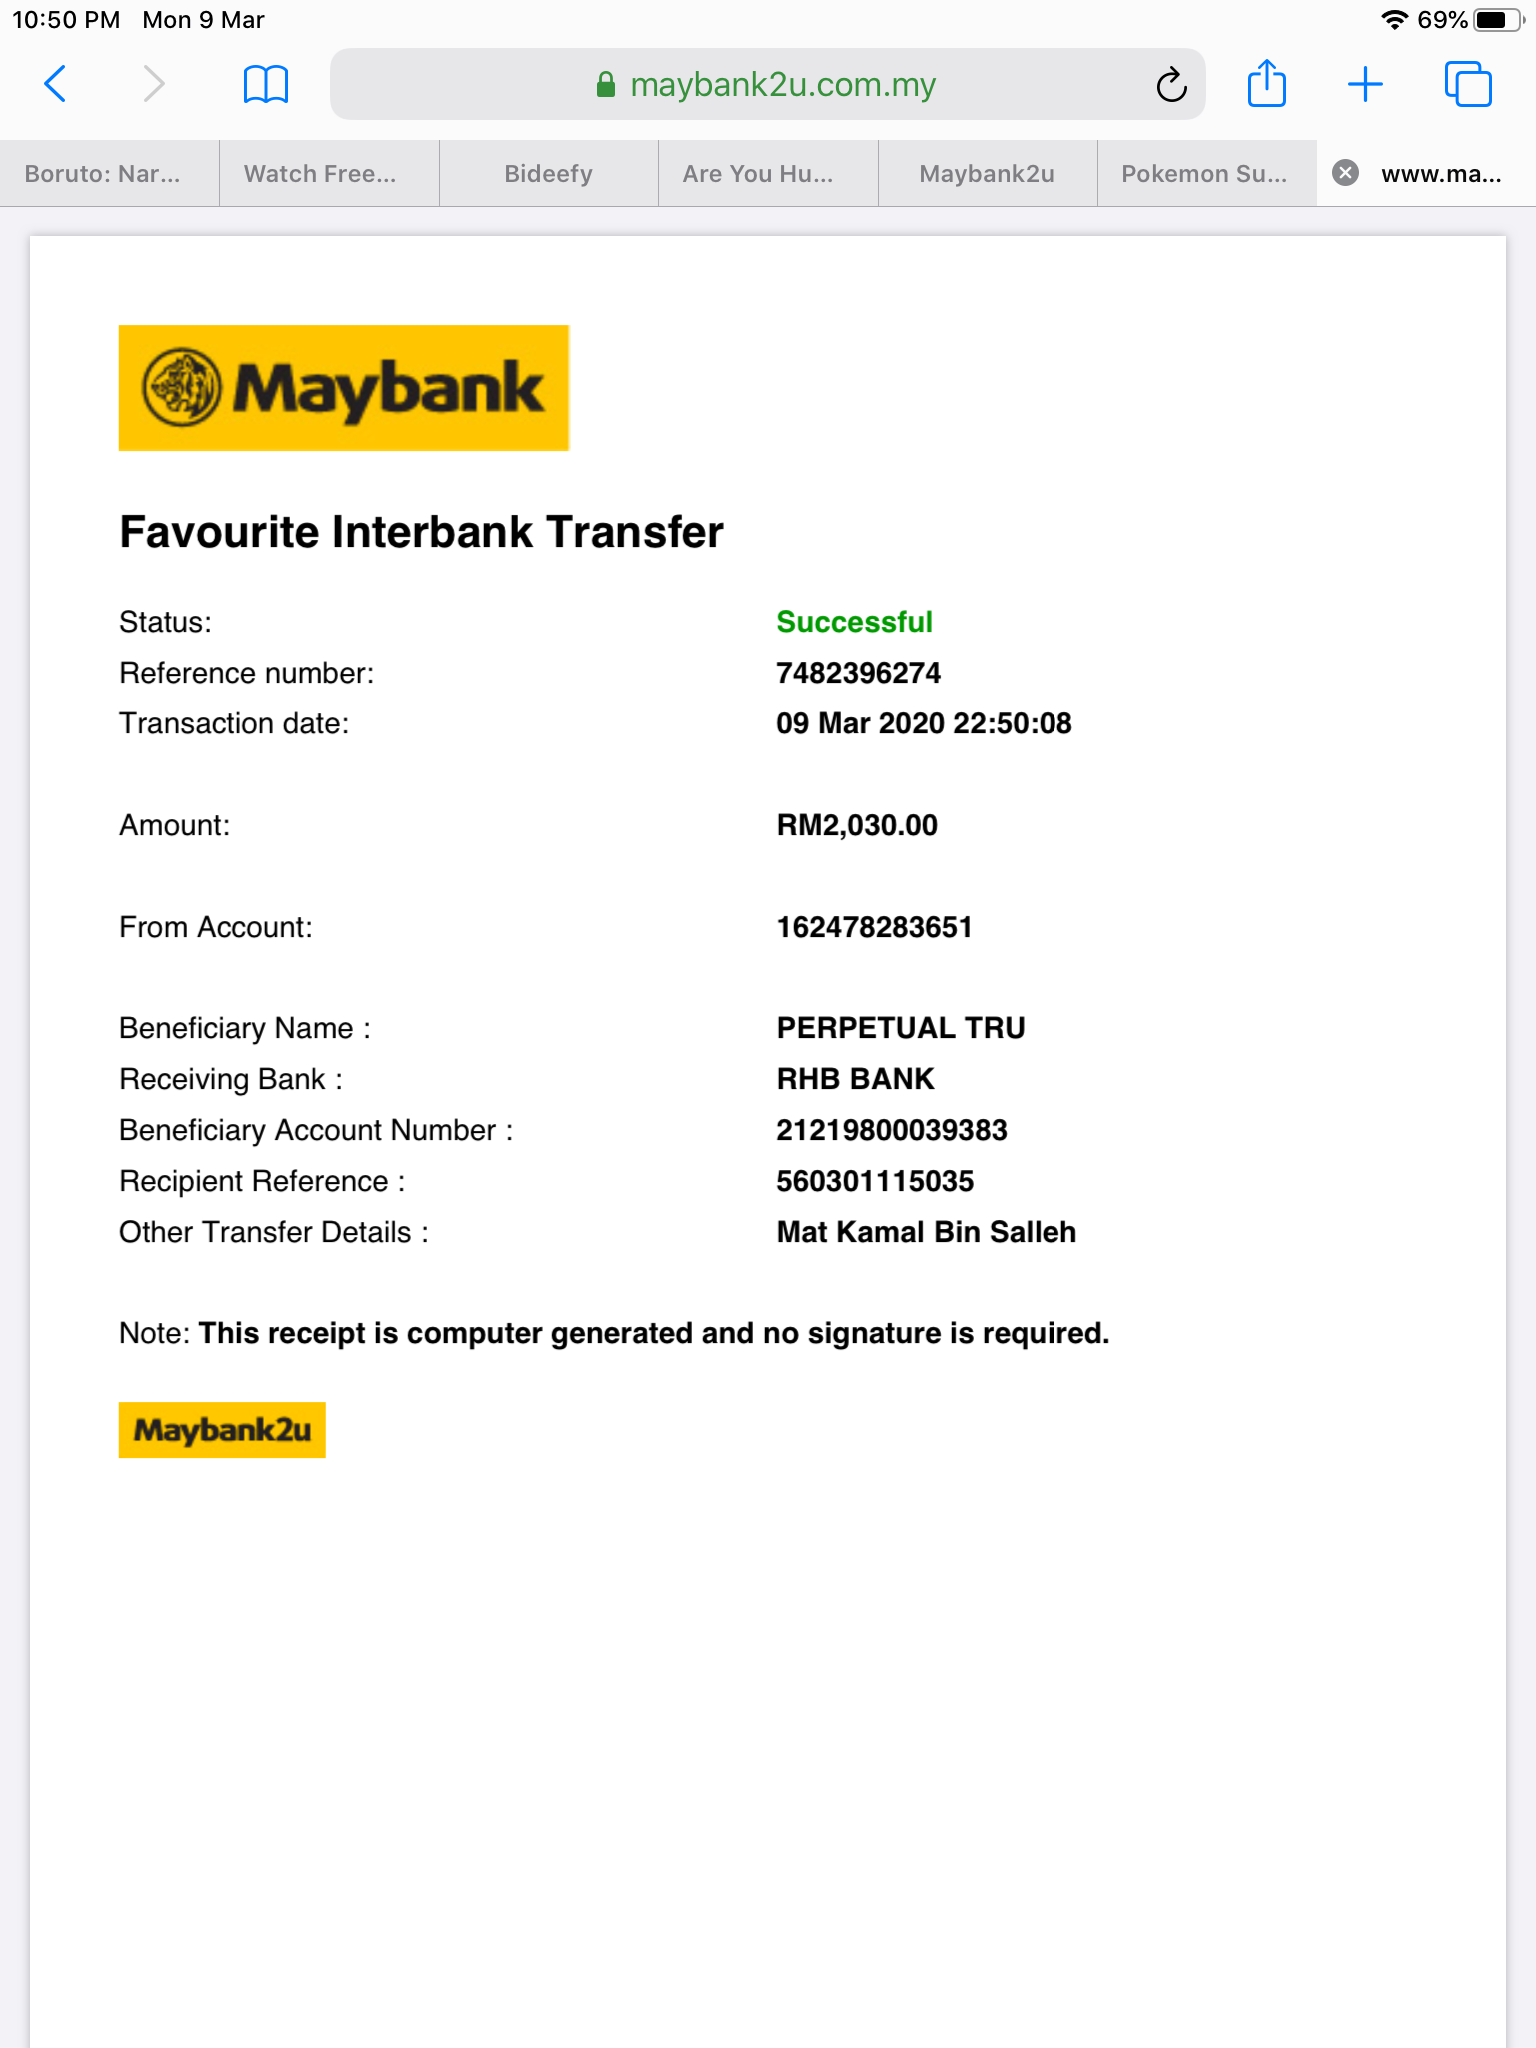 10:50 PM Mon 9 Mar 69%
maybank2u.com.my
Boruto: Nar... Watch Free... Bideefy Are You Hu... Maybank2u Pokemon Su... www.ma...
Maybank
Favourite Interbank Transfer
Status: Successful
Reference number: 7482396274
Transaction date: 09 Mar 2020 22:50:08
Amount: RM2,030.00
From Account: 162478283651
Beneficiary Name : PERPETUAL TRU
Receiving Bank : RHB BANK
Beneficiary Account Number : 21219800039383
Recipient Reference : 560301115035
Other Transfer Details : Mat Kamal Bin Salleh
Note: This receipt is computer generated and no signature is required.
Maybank2u